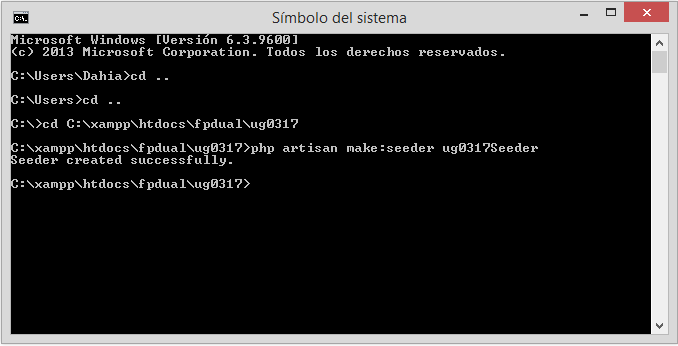 Símbolo del sistema
Microsoft Windows [Versión 6.3.9600]
(c) 2013 Microsoft Corporation. Todos los derechos reservados.
C:\Users\Dahia>cd ..
C:\Users>cd ..
C:\>cd C:\xampp\htdocs\fpdual\ug0317
C:\xampp\htdocs\fpdual\ug0317>php artisan make:seeder ug0317Seeder
Seeder created successfully.
C:\xampp\htdocs\fpdual\ug0317>